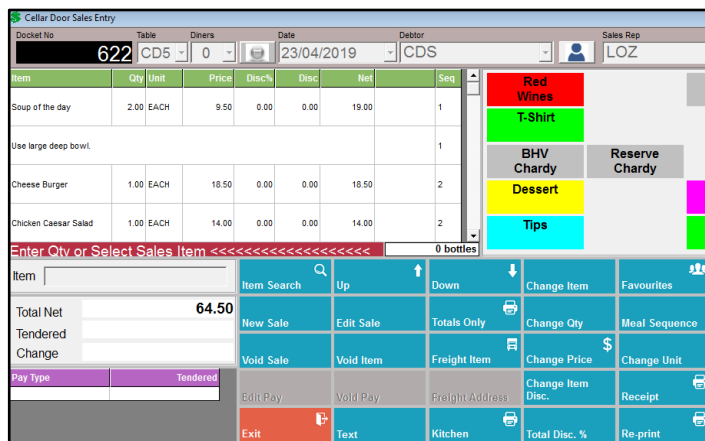 Cellar Door Sales Entry
Docket No Table Diners Date Debtor Sales Rep
622 CD5 0 23/04/2019 CDS LOZ
Item Qty Unit Price Disc% Disc Net Seq
Soup of the day 2.00 EACH 9.50 0.00 0.00 19.00 1
Use large deep bowl. 1
Cheese Burger 1.00 EACH 18.50 0.00 0.00 18.50 2
Chicken Caesar Salad 1.00 EACH 14.00 0.00 0.00 14.00 2
Red
Wines
T-Shirt
BHV
Chardy
Reserve
Chardy
Dessert
Tips
Enter Qty or Select Sales Item <<<<<<<<<<<<<<<<<<<< 0 bottles
Item
Total Net 64.50
Tendered
Change
Pay Type Tendered
Item Search Up Down Change Item Favourites
New Sale Edit Sale Totals Only Change Qty Meal Sequence
Void Sale Void Item Freight Item $ Change Price Change Unit
Edit Pay Void Pay Freight Address Change Item
Disc. Receipt
Exit Text Kitchen Total Disc. % Re-print